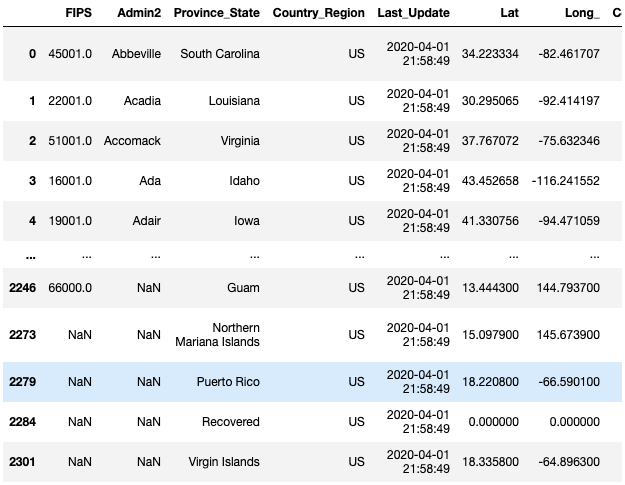 FIPS Admin2 Province_State Country_Region Last_Update Lat Long_ C
0 45001.0 Abbeville South Carolina US 2020-04-01 21:58:49 34.223334 -82.461707
1 22001.0 Acadia Louisiana US 2020-04-01 21:58:49 30.295065 -92.414197
2 51001.0 Accomack Virginia US 2020-04-01 21:58:49 37.767072 -75.632346
3 16001.0 Ada Idaho US 2020-04-01 21:58:49 43.452658 -116.241552
4 19001.0 Adair Iowa US 2020-04-01 21:58:49 41.330756 -94.471059
... ... ... ... ... ... ... ...
2246 66000.0 NaN Guam US 2020-04-01 21:58:49 13.444300 144.793700
2273 NaN NaN Northern Mariana Islands US 2020-04-01 21:58:49 15.097900 145.673900
2279 NaN NaN Puerto Rico US 2020-04-01 21:58:49 18.220800 -66.590100
2284 NaN NaN Recovered US 2020-04-01 21:58:49 0.000000 0.000000
2301 NaN NaN Virgin Islands US 2020-04-01 21:58:49 18.335800 -64.896300